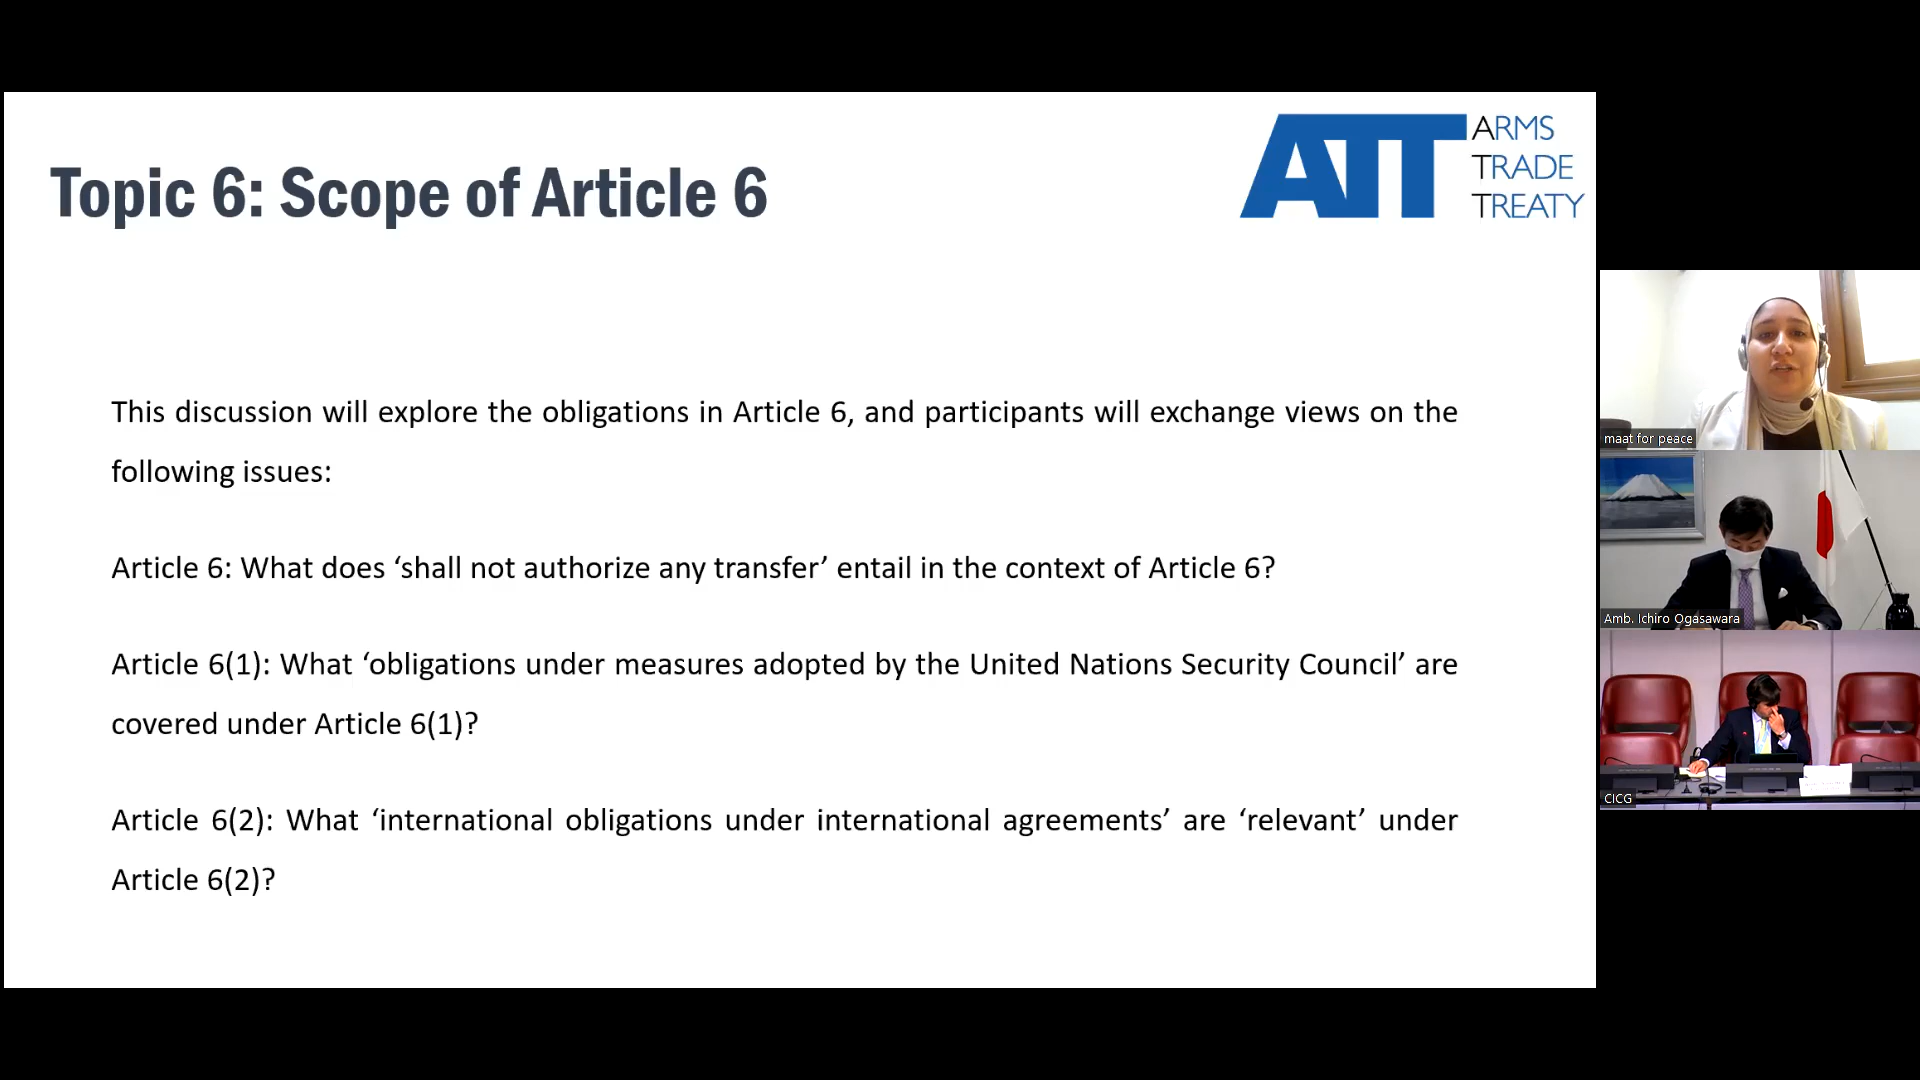 Topic 6: Scope of Article 6
ATT
ARMS
TRADE
TREATY
This discussion will explore the obligations in Article 6, and participants will exchange views on the
following issues:
Article 6: What does ‘shall not authorize any transfer’ entail in the context of Article 6?
Article 6(1): What ‘obligations under measures adopted by the United Nations Security Council’ are
covered under Article 6(1)?
Article 6(2): What ‘international obligations under international agreements’ are ‘relevant’ under
Article 6(2)?
maat for peace
Amb. Ichiro Ogasawara
CICG